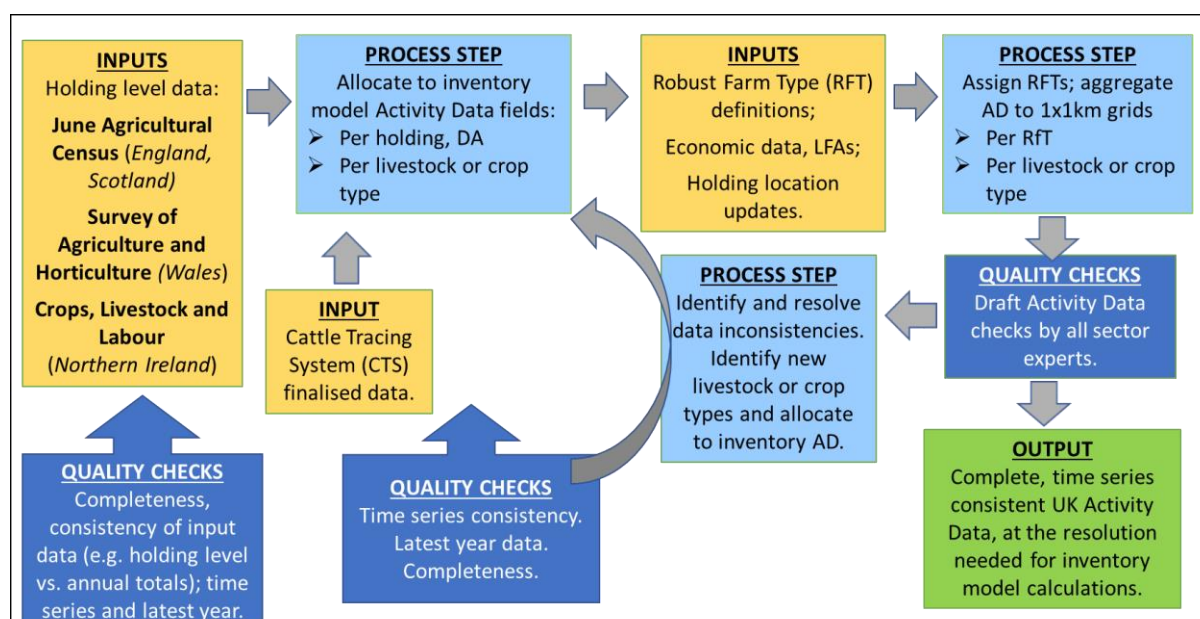 INPUTS
Holding level data:
June Agricultural
Census (England,
Scotland)
Survey of
Agriculture and
Horticulture (Wales)
Crops, Livestock and
Labour
(Northern Ireland)
PROCESS STEP
Allocate to inventory
model Activity Data fields:
➢ Per holding, DA
➢ Per livestock or crop
type
INPUTS
Robust Farm Type (RFT)
definitions;
Economic data, LFAs;
Holding location
updates.
PROCESS STEP
Assign RFTs; aggregate
AD to 1x1km grids
➢ Per RfT
➢ Per livestock or crop
type
INPUT
Cattle Tracing
System (CTS)
finalised data.
PROCESS STEP
Identify and resolve
data inconsistencies.
Identify new
livestock or crop
types and allocate
to inventory AD.
QUALITY CHECKS
Draft Activity Data
checks by all sector
experts.
QUALITY CHECKS
Completeness,
consistency of input
data (e.g. holding level
vs. annual totals); time
series and latest year.
QUALITY CHECKS
Time series consistency.
Latest year data.
Completeness.
OUTPUT
Complete, time series
consistent UK Activity
Data, at the resolution
needed for inventory
model calculations.